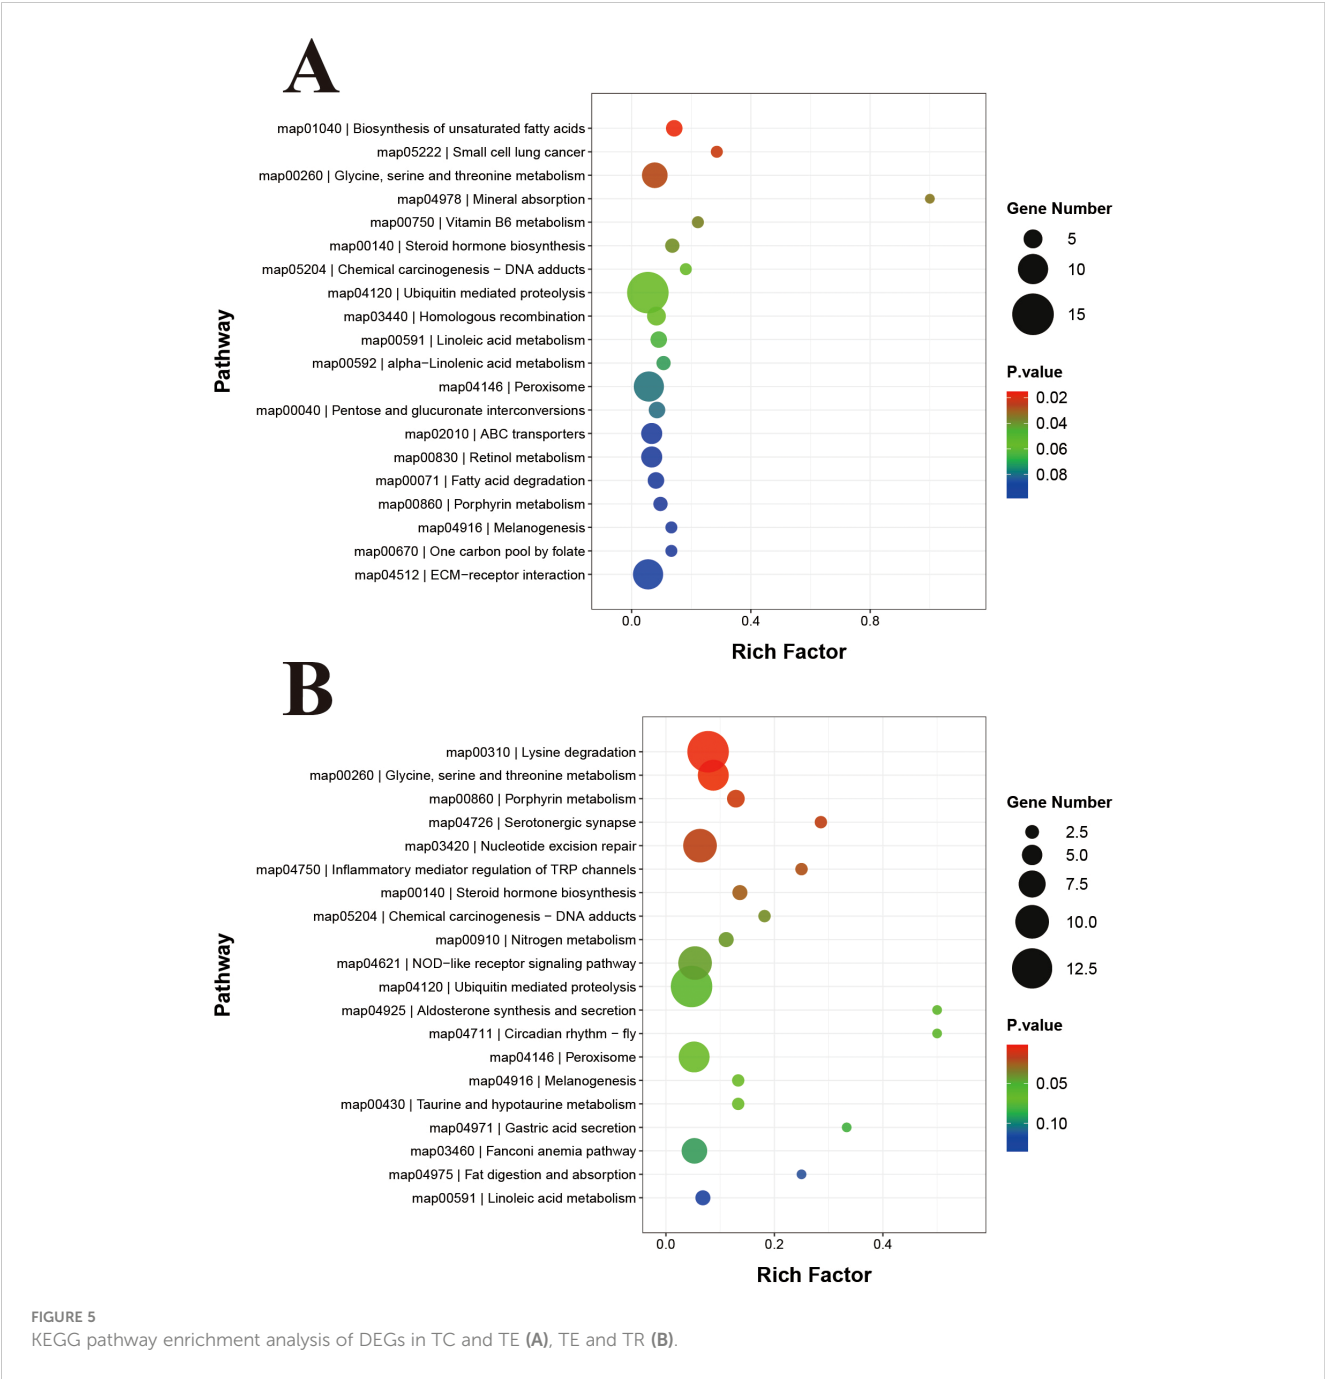 A
map01040 | Biosynthesis of unsaturated fatty acids
map05222 | Small cell lung cancer
map00260 | Glycine, serine and threonine metabolism
map04978 | Mineral absorption
map00750 | Vitamin B6 metabolism
map00140 | Steroid hormone biosynthesis
map05204 | Chemical carcinogenesis − DNA adducts
map04120 | Ubiquitin mediated proteolysis
map03440 | Homologous recombination
map00591 | Linoleic acid metabolism
map00592 | alpha−Linolenic acid metabolism
map04146 | Peroxisome
map00040 | Pentose and glucuronate interconversions
map02010 | ABC transporters
map00830 | Retinol metabolism
map00071 | Fatty acid degradation
map00860 | Porphyrin metabolism
map04916 | Melanogenesis
map00670 | One carbon pool by folate
map04512 | ECM−receptor interaction
Pathway
0.0 0.4 0.8
Rich Factor
Gene Number
5
10
15
P.value
0.02
0.04
0.06
0.08
B
map00310 | Lysine degradation
map00260 | Glycine, serine and threonine metabolism
map00860 | Porphyrin metabolism
map04726 | Serotonergic synapse
map03420 | Nucleotide excision repair
map04750 | Inflammatory mediator regulation of TRP channels
map00140 | Steroid hormone biosynthesis
map05204 | Chemical carcinogenesis − DNA adducts
map00910 | Nitrogen metabolism
map04621 | NOD−like receptor signaling pathway
map04120 | Ubiquitin mediated proteolysis
map04925 | Aldosterone synthesis and secretion
map04711 | Circadian rhythm − fly
map04146 | Peroxisome
map04916 | Melanogenesis
map00430 | Taurine and hypotaurine metabolism
map04971 | Gastric acid secretion
map03460 | Fanconi anemia pathway
map04975 | Fat digestion and absorption
map00591 | Linoleic acid metabolism
Pathway
0.0 0.2 0.4
Rich Factor
Gene Number
2.5
5.0
7.5
10.0
12.5
P.value
0.05
0.10
FIGURE 5
KEGG pathway enrichment analysis of DEGs in TC and TE (A), TE and TR (B).